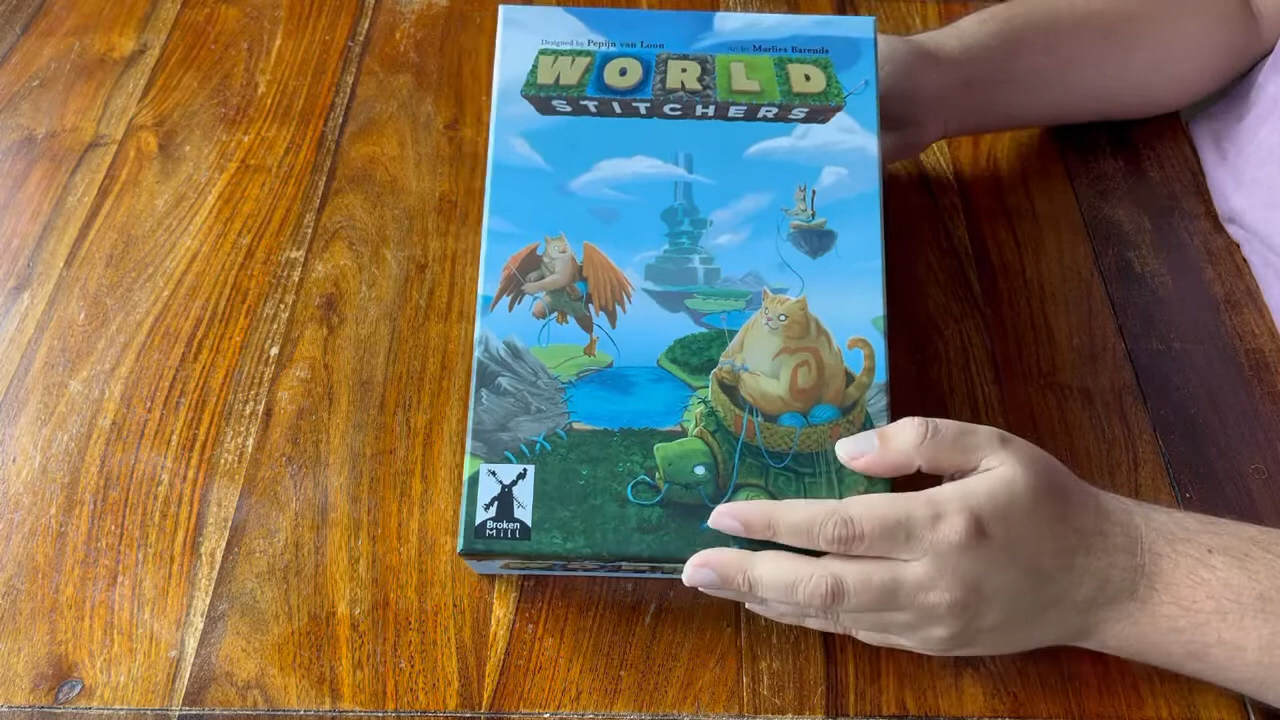 Designed by Pepijn van Loon
Art by Marlies Barends
WORLD
STITCHERS
Broken
Mill